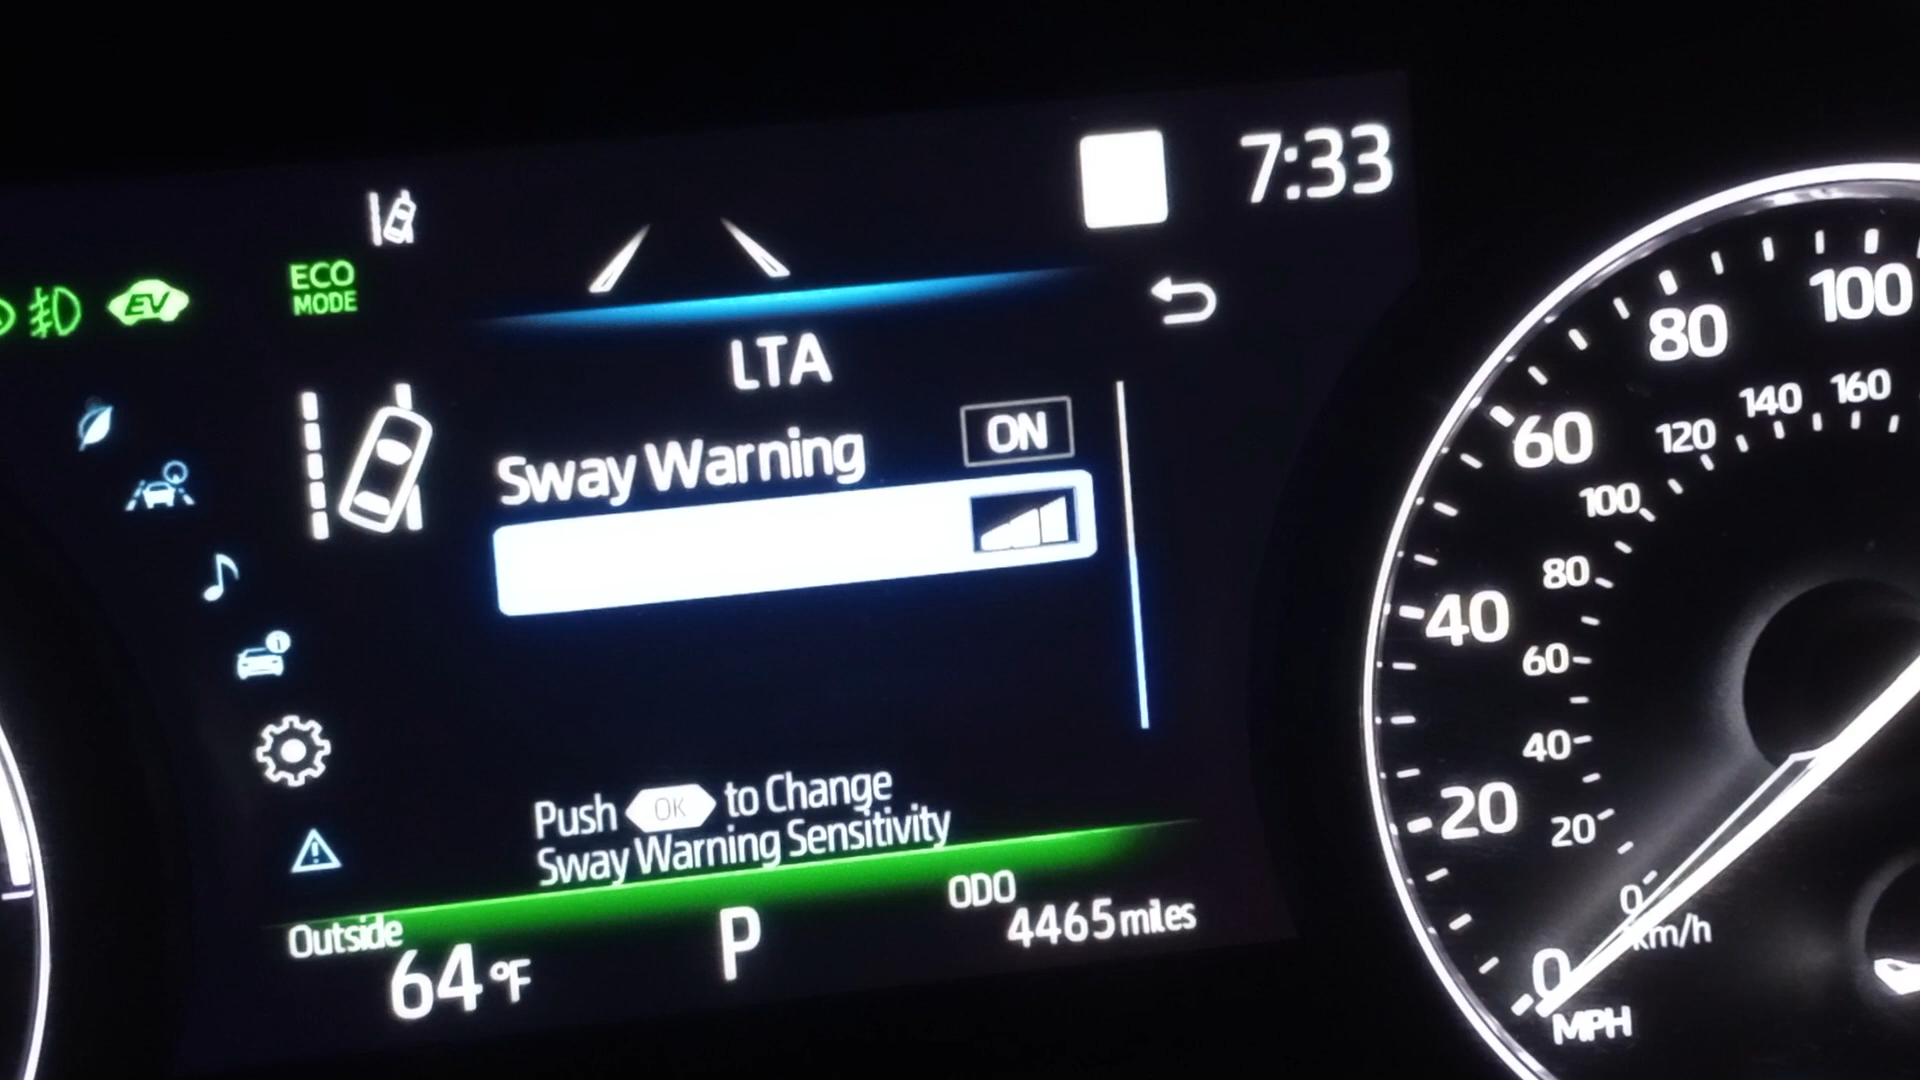 7:33
EV
ECO
MODE
LTA
Sway Warning
ON
Push OK to Change
Sway Warning Sensitivity
Outside
64°F
P
ODO
4465 miles
100
80
60
40
20
0
MPH
160
140
120
100
80
60
40
20
0
km/h